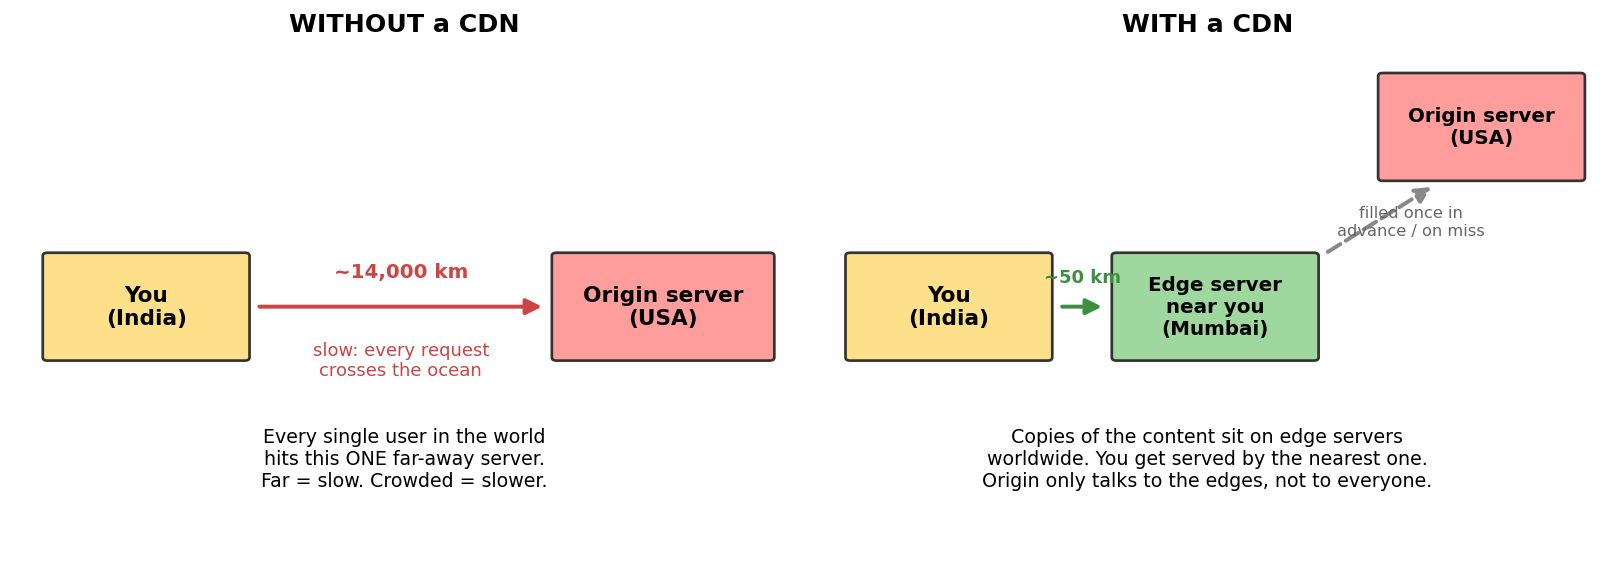 WITHOUT a CDN
You
(India)
~14,000 km
slow: every request
crosses the ocean
Origin server
(USA)
Every single user in the world
hits this ONE far-away server.
Far = slow. Crowded = slower.
WITH a CDN
Origin server
(USA)
filled once in
advance / on miss
You
(India)
~50 km
Edge server
near you
(Mumbai)
Copies of the content sit on edge servers
worldwide. You get served by the nearest one.
Origin only talks to the edges, not to everyone.